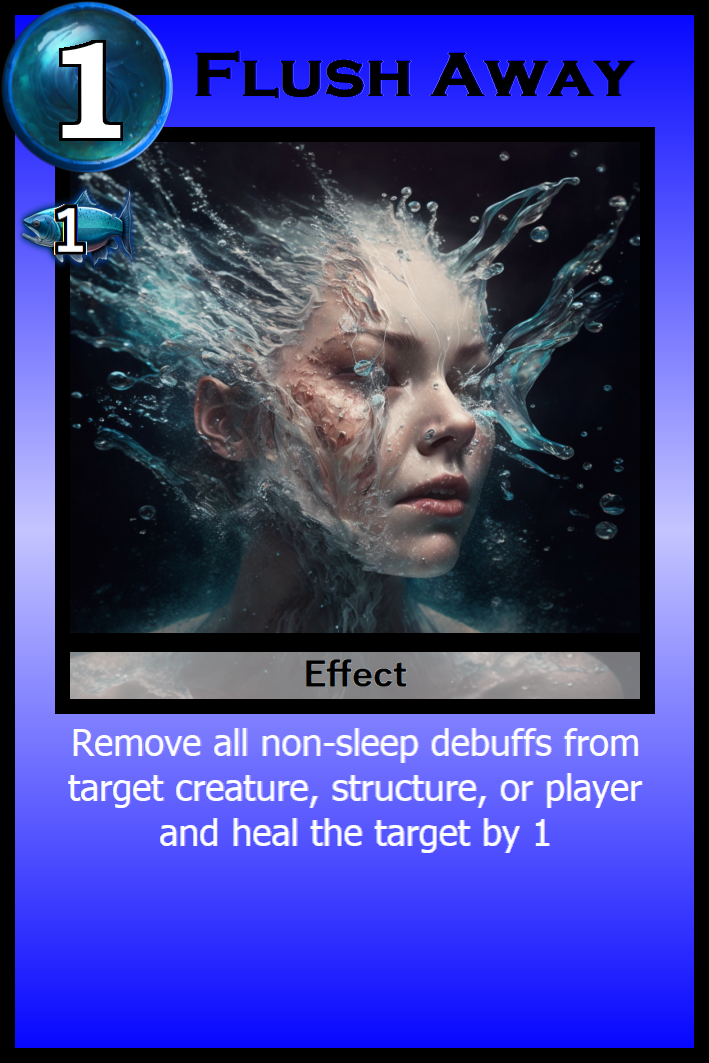 1
Flush Away
1
Effect
Remove all non-sleep debuffs from
target creature, structure, or player
and heal the target by 1